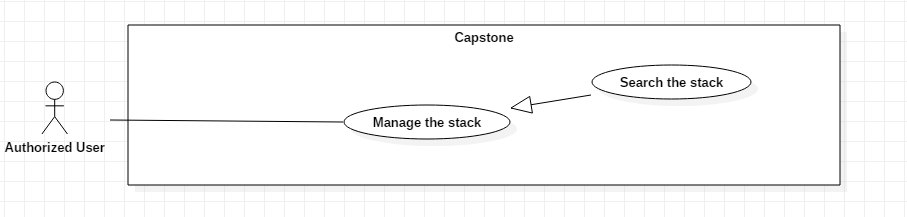 Capstone
Search the stack
Manage the stack
Authorized User